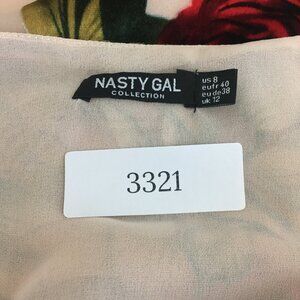 NASTY GAL
COLLECTION
us 8
eu fr 40
eu de 38
uk 12
3321